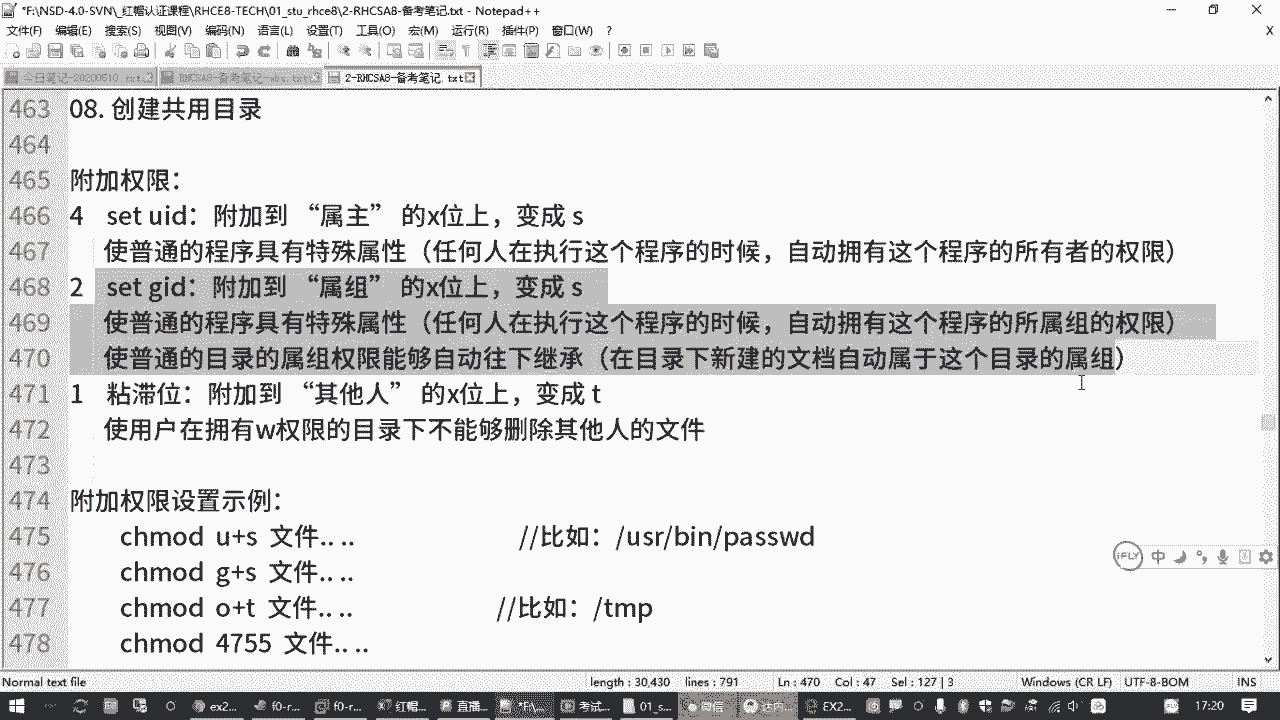 *F:\NSD-4.0-SVN\_红帽认证课程\RHCE8-TECH\01_stu_rhce8\2-RHCSA8-备考笔记.txt - Notepad++
文件(F) 编辑(E) 搜索(S) 视图(V) 编码(N) 语言(L) 设置(T) 工具(O) 宏(M) 运行(R) 插件(P) 窗口(W) ? X
今日笔记-20200610.txt 2-RHCSA8-备考笔记.txt
463 08. 创建共用目录
464
465 附加权限：
466 4 set uid：附加到 “属主” 的x位上，变成 s
467 使普通的程序具有特殊属性（任何人在执行这个程序的时候，自动拥有这个程序的所有者的权限）
468 2 set gid：附加到 “属组” 的x位上，变成 s
469 使普通的程序具有特殊属性（任何人在执行这个程序的时候，自动拥有这个程序的所属组的权限）
470 使普通的目录的属组权限能够自动往下继承（在目录下新建的文档自动属于这个目录的属组）
471 1 粘滞位：附加到 “其他人” 的x位上，变成 t
472 使用户在拥有w权限的目录下不能够删除其他人的文件
473
474 附加权限设置示例：
475 chmod u+s 文件.. .. //比如：/usr/bin/passwd
476 chmod g+s 文件.. ..
477 chmod o+t 文件.. .. //比如：/tmp
478 chmod 4755 文件.. ..
iFLY 中
Normal text file length : 30,430 lines : 791 Ln : 470 Col : 47 Sel : 127 | 3 Windows (CR LF) UTF-8-BOM INS
ex2... f0-r... f0-r... 红帽... 直播... *F:\... 考试... 01_s... 微信 达内... EX2... 17:20